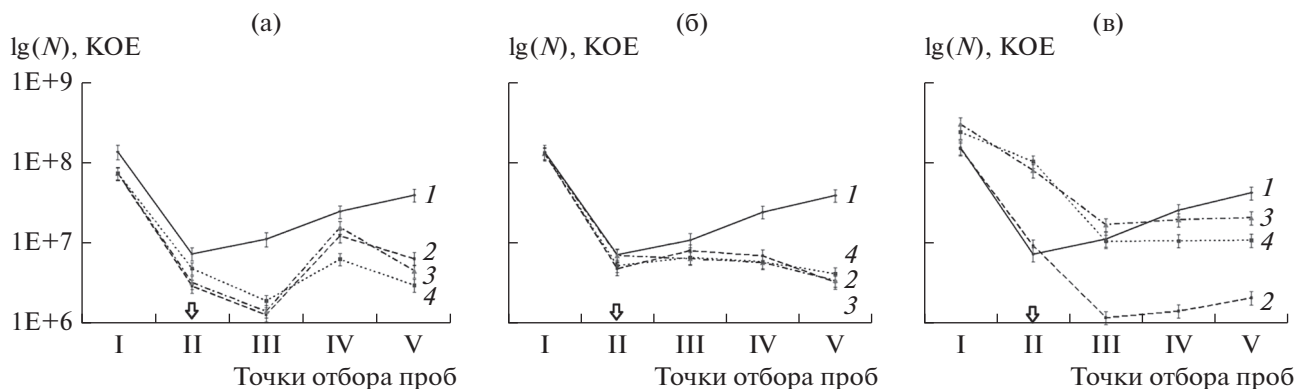 (а)
lg(N), КОЕ
1E+9
1E+8
1E+7
1E+6
1
2
3
4
I II III IV V
Точки отбора проб
(б)
lg(N), КОЕ
1
4
2
3
I II III IV V
Точки отбора проб
(в)
lg(N), КОЕ
1
3
4
2
I II III IV V
Точки отбора проб